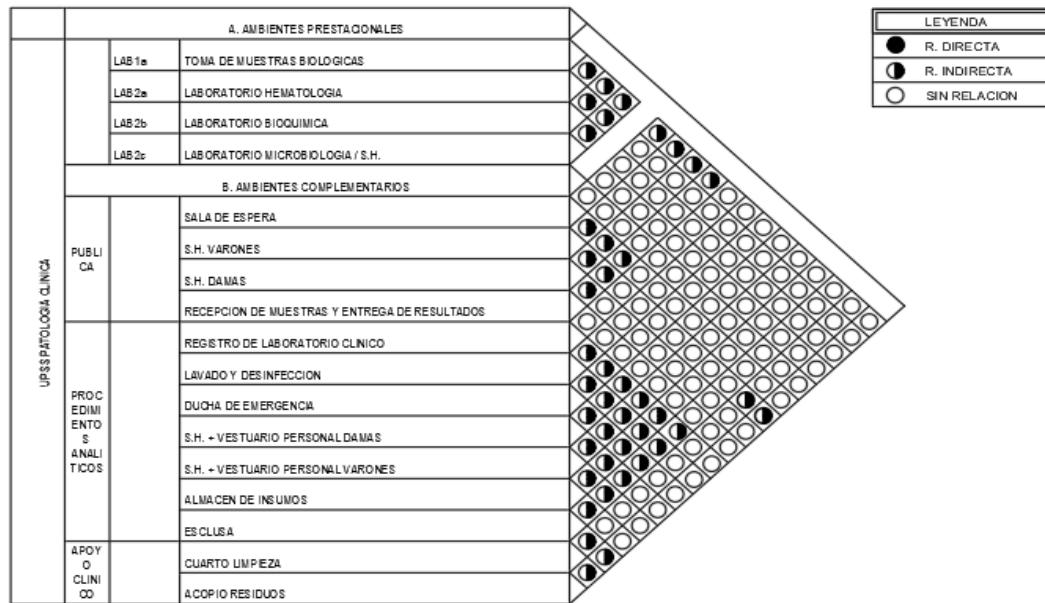 A. AMBIENTES PRESTACIONALES
UPSS PATOLOGIA CLINICA
LAB1a TOMA DE MUESTRAS BIOLOGICAS
LAB2a LABORATORIO HEMATOLOGIA
LAB2b LABORATORIO BIOQUIMICA
LAB2c LABORATORIO MICROBIOLOGIA / S.H.
B. AMBIENTES COMPLEMENTARIOS
PUBLI
CA
SALA DE ESPERA
S.H. VARONES
S.H. DAMAS
RECEPCION DE MUESTRAS Y ENTREGA DE RESULTADOS
PROC
EDIMI
ENTO
S
ANALI
TICOS
REGISTRO DE LABORATORIO CLINICO
LAVADO Y DESINFECCION
DUCHA DE EMERGENCIA
S.H. + VESTUARIO PERSONAL DAMAS
S.H. + VESTUARIO PERSONAL VARONES
ALMACEN DE INSUMOS
ESCLUSA
APOY
O
CLINI
CO
CUARTO LIMPIEZA
ACOPIO RESIDUOS
LEYENDA
R. DIRECTA
R. INDIRECTA
SIN RELACION